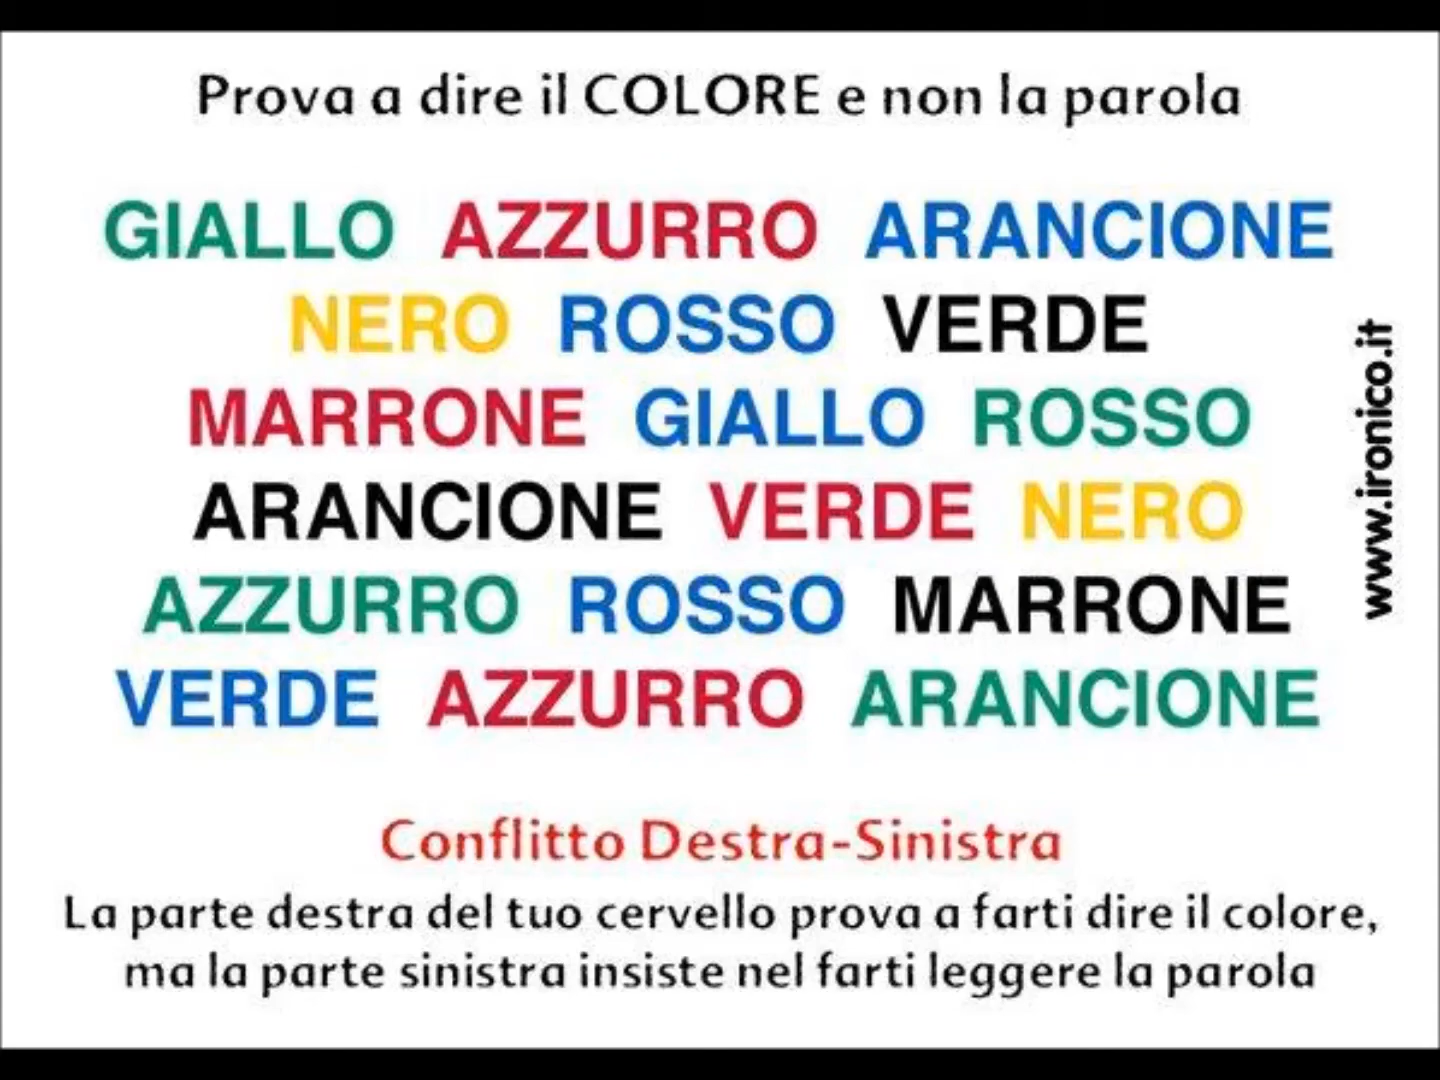 Prova a dire il COLORE e non la parola
GIALLO AZZURRO ARANCIONE
NERO ROSSO VERDE
MARRONE GIALLO ROSSO
ARANCIONE VERDE NERO
AZZURRO ROSSO MARRONE
VERDE AZZURRO ARANCIONE
www.ironico.it
Conflitto Destra-Sinistra
La parte destra del tuo cervello prova a farti dire il colore,
ma la parte sinistra insiste nel farti leggere la parola